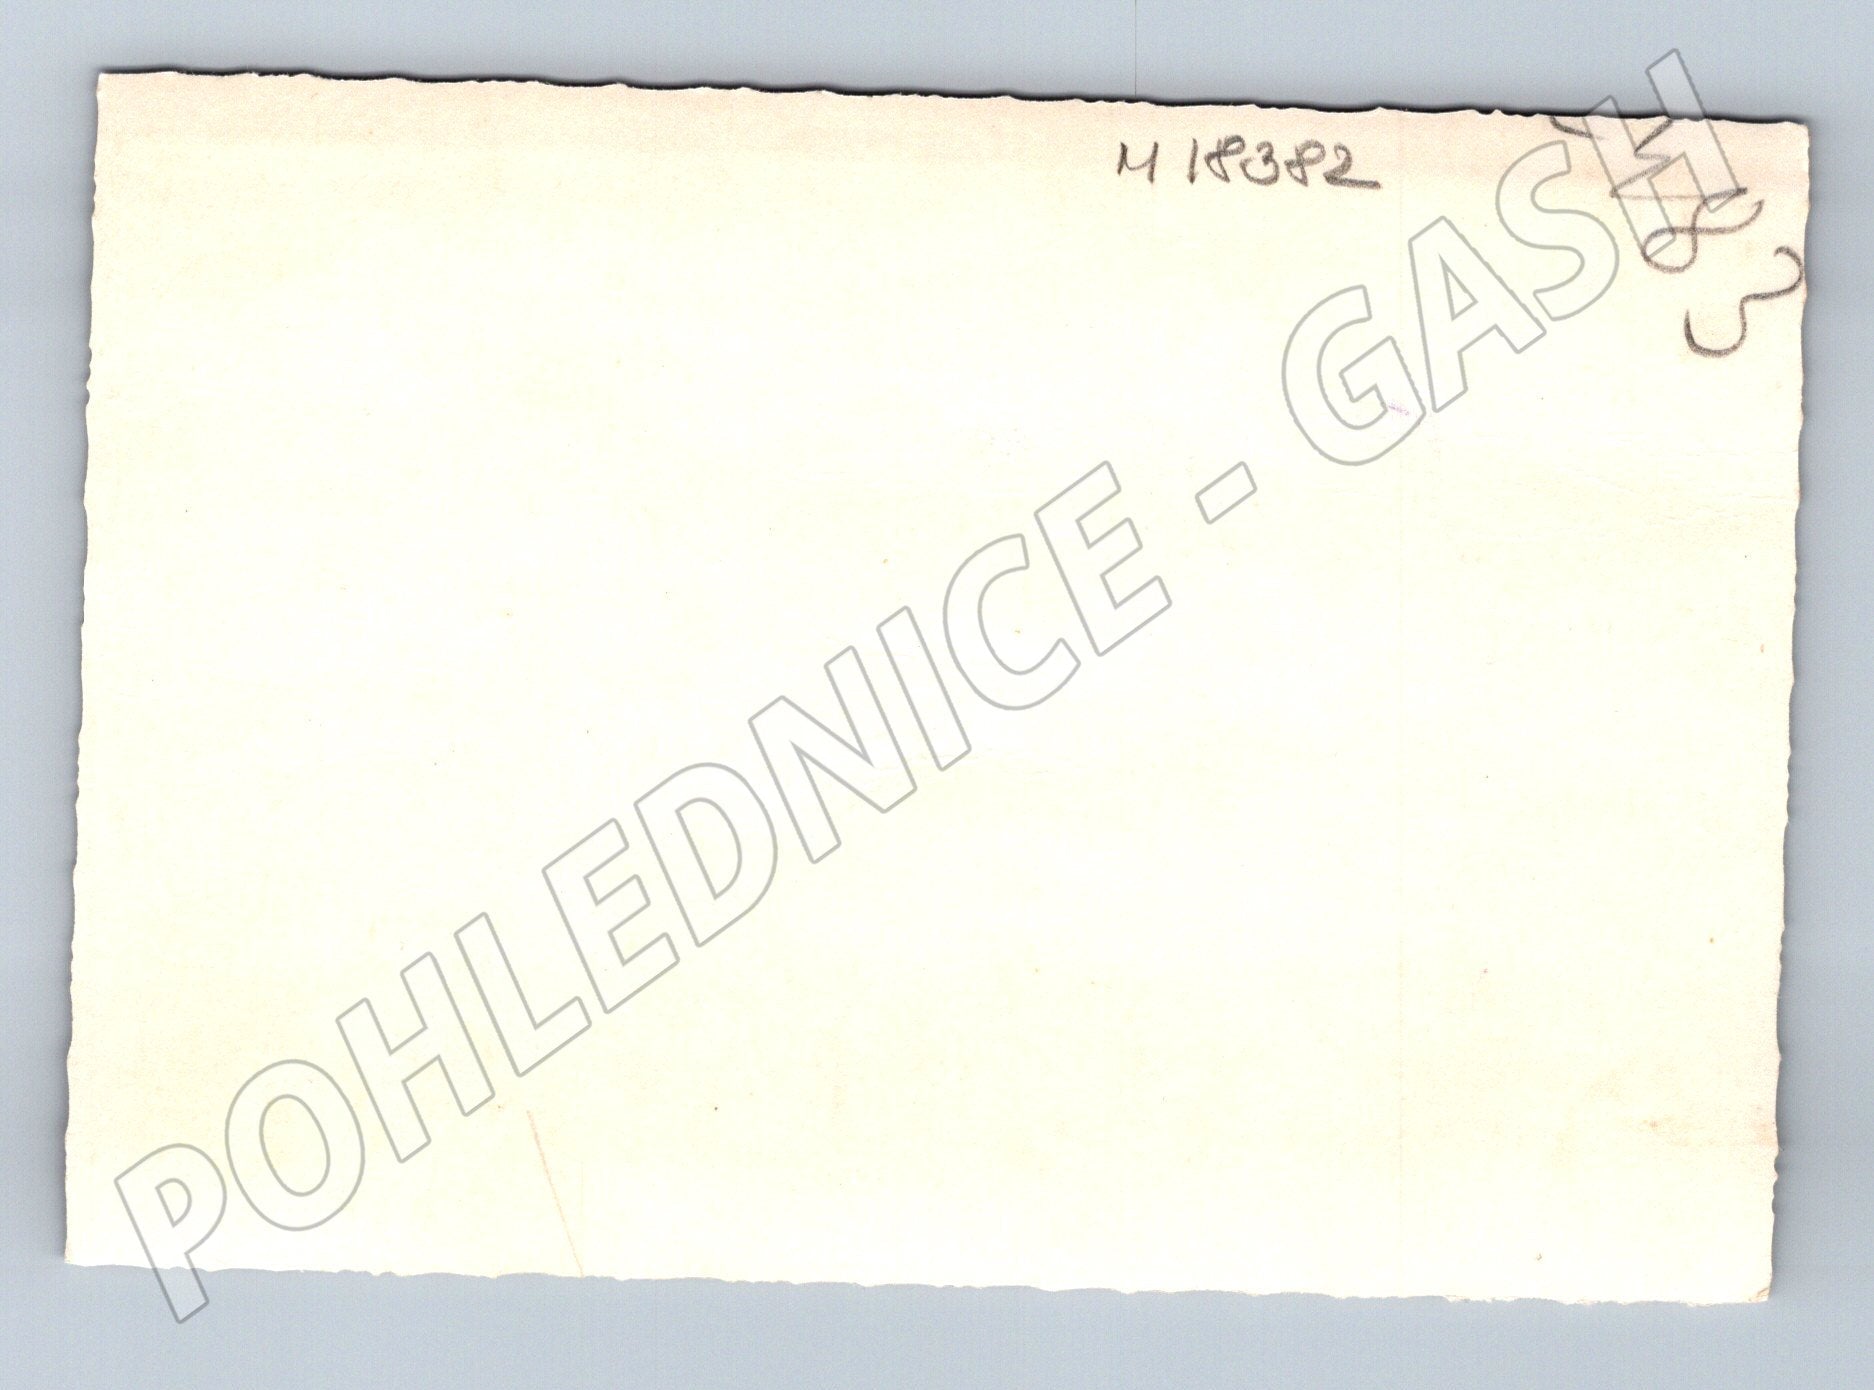 M 18382
POHLEDNICE - GASH